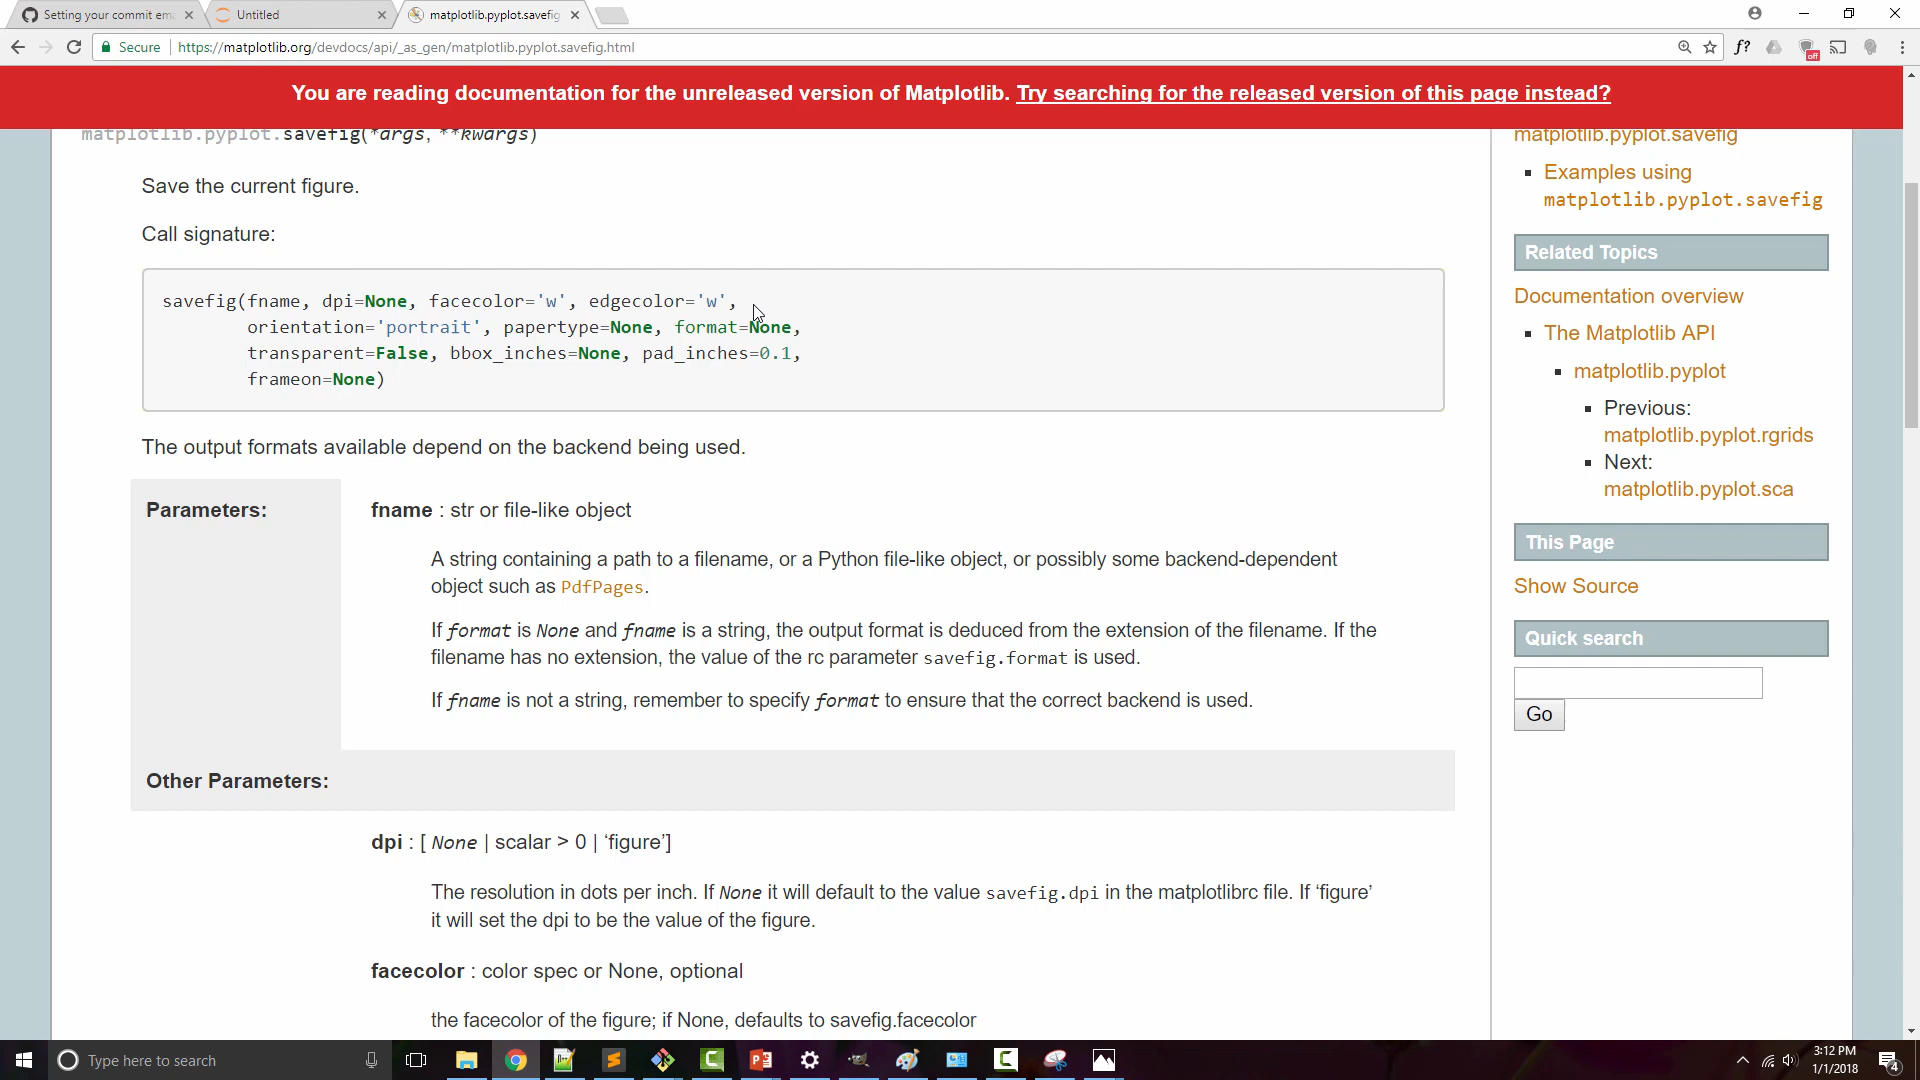 Setting your commit ema
Untitled
matplotlib.pyplot.savefig
Secure
https://matplotlib.org/devdocs/api/_as_gen/matplotlib.pyplot.savefig.html
f?
off
You are reading documentation for the unreleased version of Matplotlib. Try searching for the released version of this page instead?
matplotlib.pyplot.savefig(*args, **kwargs)
Save the current figure.
Call signature:
savefig(fname, dpi=None, facecolor='w', edgecolor='w',
orientation='portrait', papertype=None, format=None,
transparent=False, bbox_inches=None, pad_inches=0.1,
frameon=None)
The output formats available depend on the backend being used.
Parameters:
fname : str or file-like object
A string containing a path to a filename, or a Python file-like object, or possibly some backend-dependent
object such as PdfPages.
If format is None and fname is a string, the output format is deduced from the extension of the filename. If the
filename has no extension, the value of the rc parameter savefig.format is used.
If fname is not a string, remember to specify format to ensure that the correct backend is used.
Other Parameters:
dpi : [ None | scalar > 0 | ‘figure’]
The resolution in dots per inch. If None it will default to the value savefig.dpi in the matplotlibrc file. If ‘figure’
it will set the dpi to be the value of the figure.
facecolor : color spec or None, optional
the facecolor of the figure; if None, defaults to savefig.facecolor
matplotlib.pyplot.savefig
Examples using
matplotlib.pyplot.savefig
Related Topics
Documentation overview
The Matplotlib API
matplotlib.pyplot
Previous:
matplotlib.pyplot.rgrids
Next:
matplotlib.pyplot.sca
This Page
Show Source
Quick search
Go
Type here to search
3:12 PM
1/1/2018
4